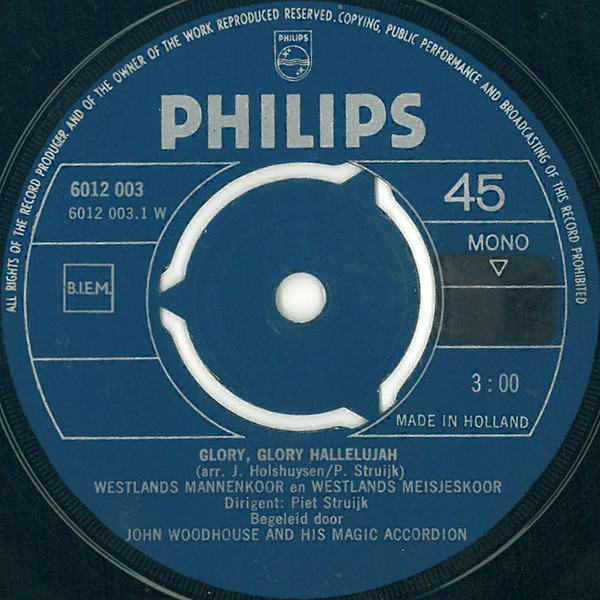 ALL RIGHTS OF THE RECORD PRODUCER AND OF THE OWNER OF THE WORK REPRODUCED RESERVED. COPYING, PUBLIC PERFORMANCE AND BROADCASTING OF THIS RECORD PROHIBITED
PHILIPS
PHILIPS
6012 003
6012 003.1 W
45
MONO
B.I.E.M.
3:00
MADE IN HOLLAND
GLORY, GLORY HALLELUJAH
(arr. J. Holshuysen/P. Struijk)
WESTLANDS MANNENKOOR en WESTLANDS MEISJESKOOR
Dirigent: Piet Struijk
Begeleid door
JOHN WOODHOUSE AND HIS MAGIC ACCORDION